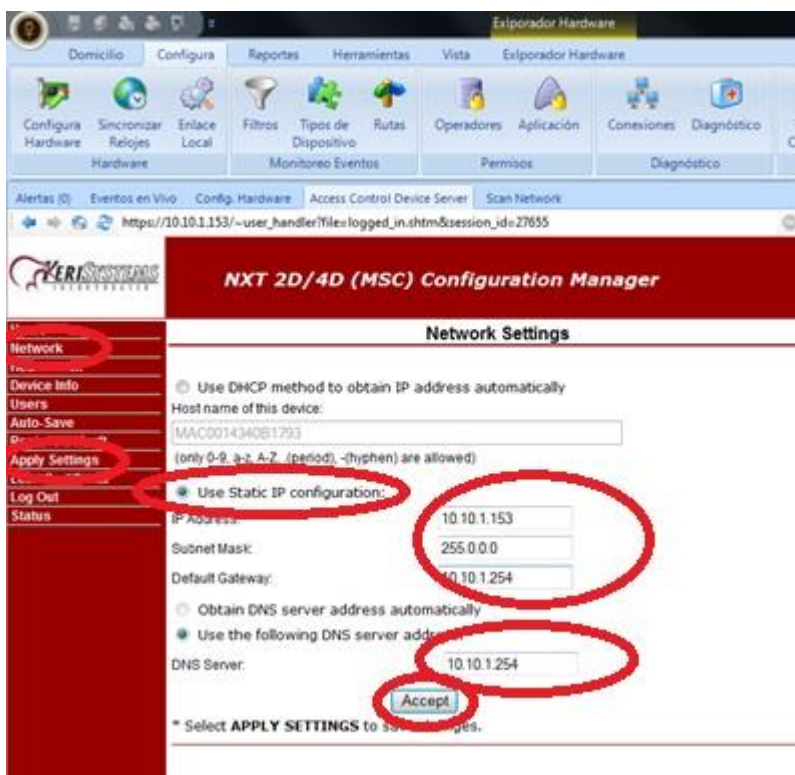 Exlporador Hardware
Domicilio Configura Reportes Herramientas Vista Exlporador Hardware
Configura Hardware
Sincronizar Relojes
Enlace Local
Filtros
Tipos de Dispositivo
Rutas
Operadores
Aplicación
Conexiones
Diagnóstico
Hardware
Monitoreo Eventos
Permisos
Diagnóstico
Alertas (0) Eventos en Vivo Config. Hardware Access Control Device Server Scan Network
https://10.10.1.153/~user_handler?file=logged_in.shtm&session_id=27655
KERI SYSTEMS
INCORPORATED
NXT 2D/4D (MSC) Configuration Manager
Network
Device Info
Users
Auto-Save
Apply Settings
Log Out
Status
Network Settings
Use DHCP method to obtain IP address automatically
Host name of this device:
MAC0014340B1793
(only 0-9, a-z, A-Z, .(period), -(hyphen) are allowed)
Use Static IP configuration:
IP Address: 10.10.1.153
Subnet Mask: 255.0.0.0
Default Gateway: 10.10.1.254
Obtain DNS server address automatically
Use the following DNS server
DNS Server: 10.10.1.254
Accept
* Select APPLY SETTINGS to